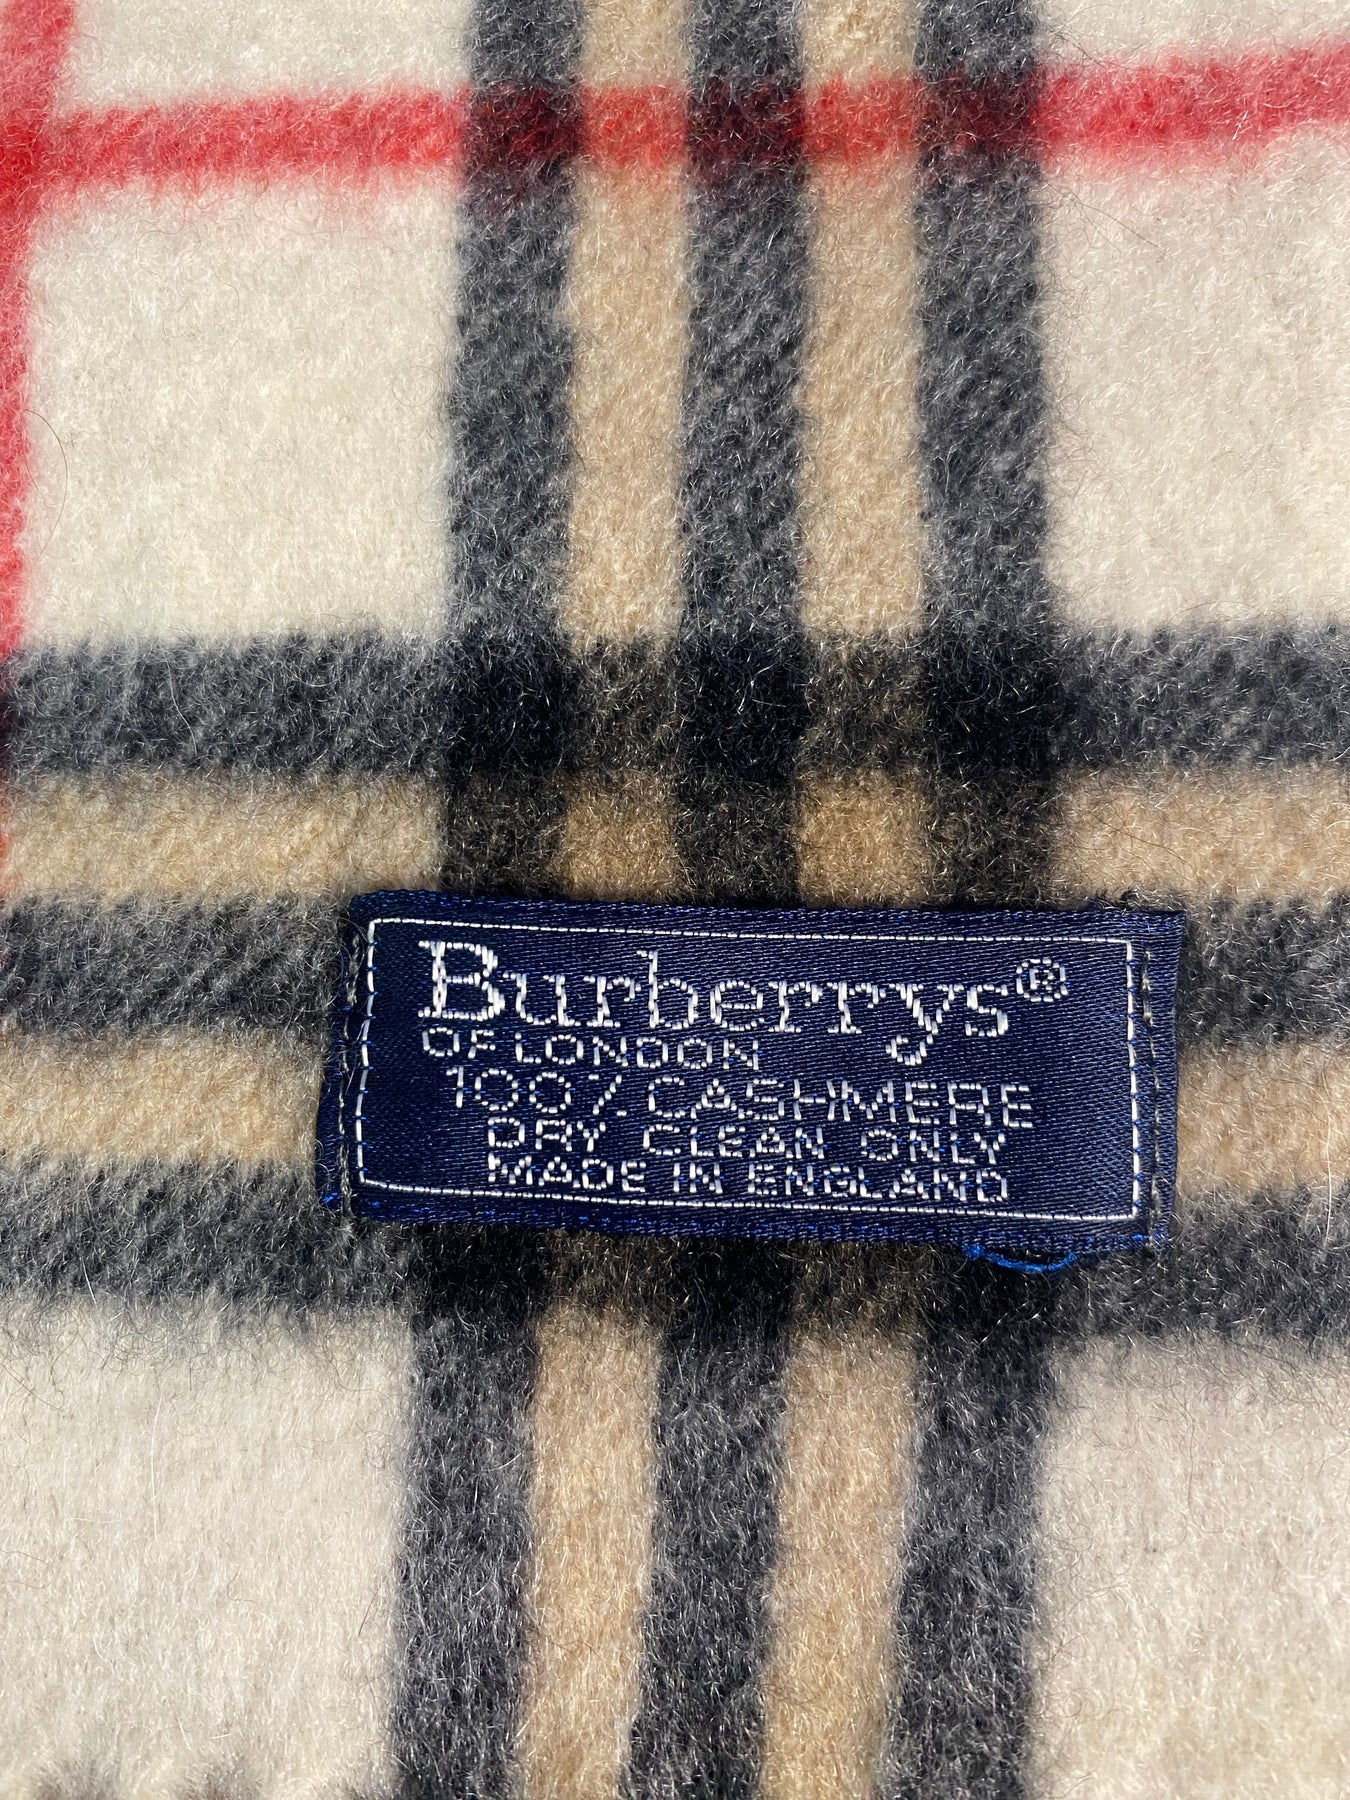 Burberrys®
OF LONDON
100% CASHMERE
DRY CLEAN ONLY
MADE IN ENGLAND